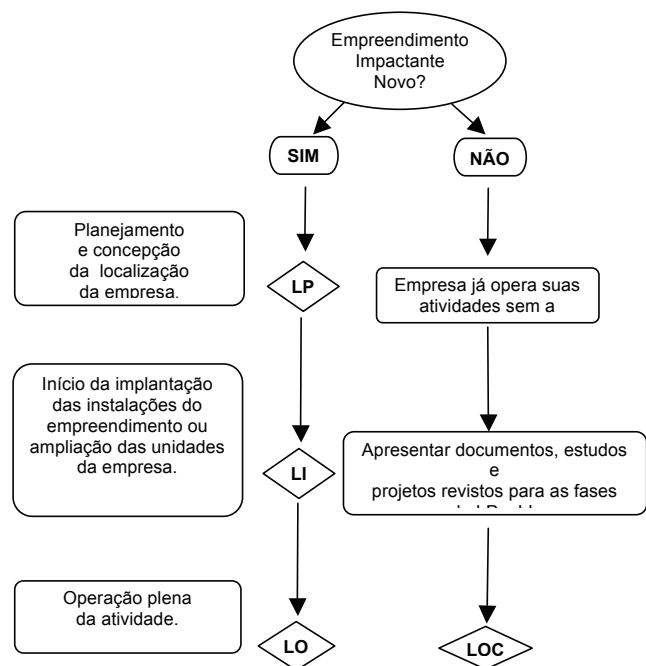 Empreendimento
Impactante
Novo?
SIM
NÃO
Planejamento
e concepção
da localização
da empresa.
LP
Empresa já opera suas
atividades sem a
Início da implantação
das instalações do
empreendimento ou
ampliação das unidades
da empresa.
LI
Apresentar documentos, estudos
e
projetos revistos para as fases
Operação plena
da atividade.
LO
LOC